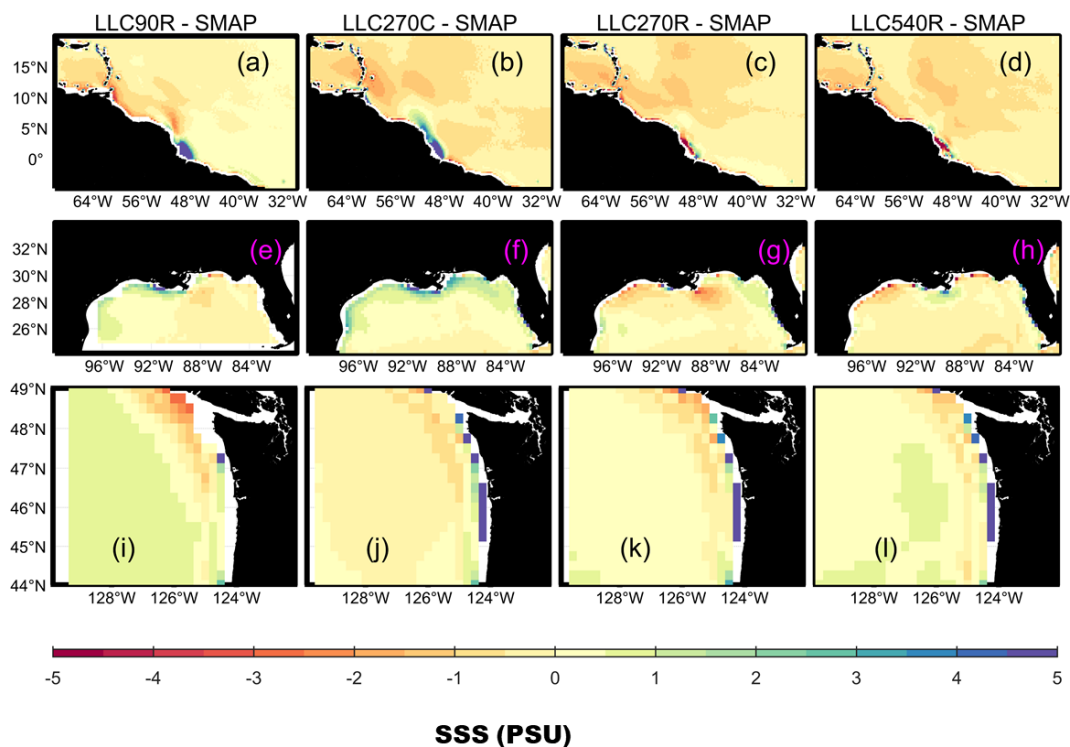 LLC90R - SMAP LLC270C - SMAP LLC270R - SMAP LLC540R - SMAP
15°N (a) (b) (c) (d)
10°N
5°N
0°
64°W 56°W 48°W 40°W 32°W 64°W 56°W 48°W 40°W 32°W 64°W 56°W 48°W 40°W 32°W 64°W 56°W 48°W 40°W 32°W
32°N (e) (f) (g) (h)
30°N
28°N
26°N
96°W 92°W 88°W 84°W 96°W 92°W 88°W 84°W 96°W 92°W 88°W 84°W 96°W 92°W 88°W 84°W
49°N
48°N
47°N
46°N
45°N (i) (j) (k) (l)
44°N
128°W 126°W 124°W 128°W 126°W 124°W 128°W 126°W 124°W 128°W 126°W 124°W
-5 -4 -3 -2 -1 0 1 2 3 4 5
SSS (PSU)